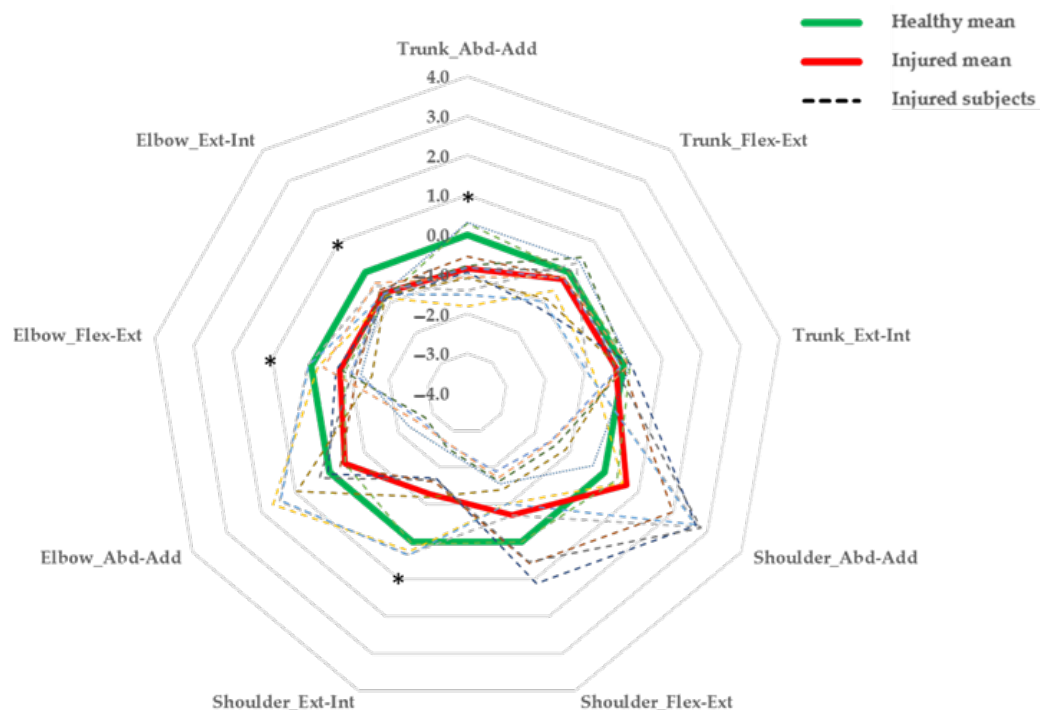 Healthy mean
Injured mean
Injured subjects
Trunk_Abd-Add
4.0
3.0
2.0
1.0
0.0
-1.0
−2.0
−3.0
−4.0
Elbow_Ext-Int
Trunk_Flex-Ext
*
*
Elbow_Flex-Ext
Trunk_Ext-Int
*
Elbow_Abd-Add
Shoulder_Abd-Add
*
Shoulder_Ext-Int
Shoulder_Flex-Ext